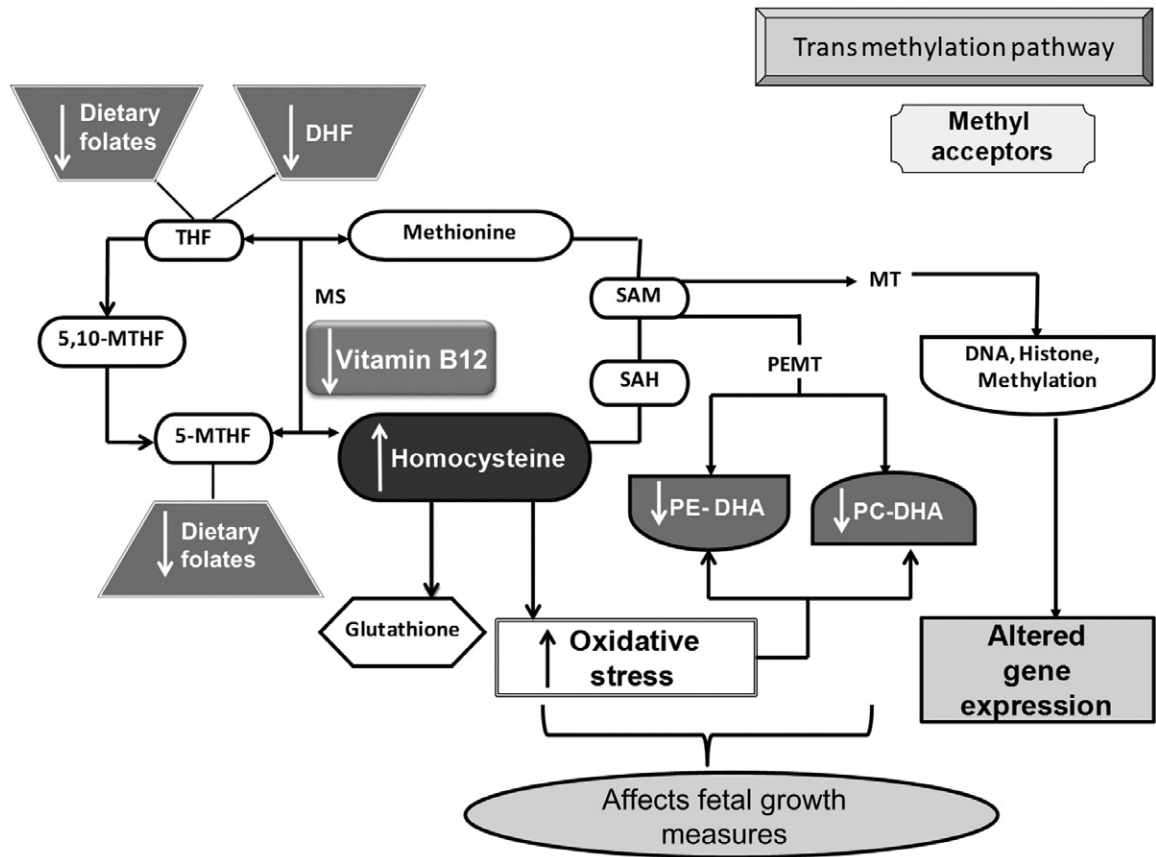 Trans methylation pathway
Methyl
acceptors
Dietary
folates
DHF
THF
Methionine
MS
SAM
MT
5,10-MTHF
Vitamin B12
SAH
PEMT
DNA, Histone,
Methylation
5-MTHF
Homocysteine
PE- DHA
PC-DHA
Dietary
folates
Glutathione
Oxidative
stress
Altered
gene
expression
Affects fetal growth
measures